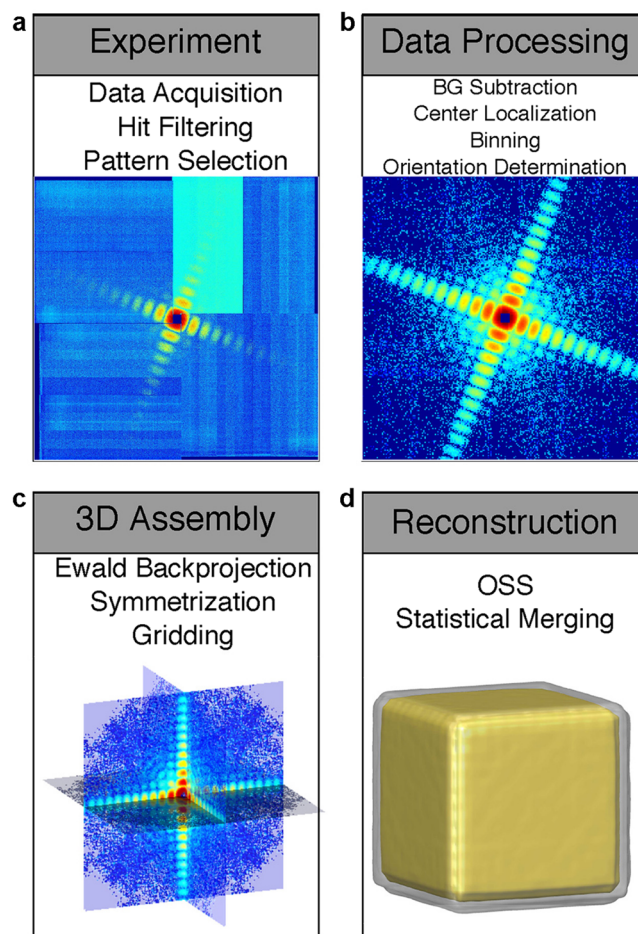 a
Experiment
Data Acquisition
Hit Filtering
Pattern Selection
b
Data Processing
BG Subtraction
Center Localization
Binning
Orientation Determination
c
3D Assembly
Ewald Backprojection
Symmetrization
Gridding
d
Reconstruction
OSS
Statistical Merging